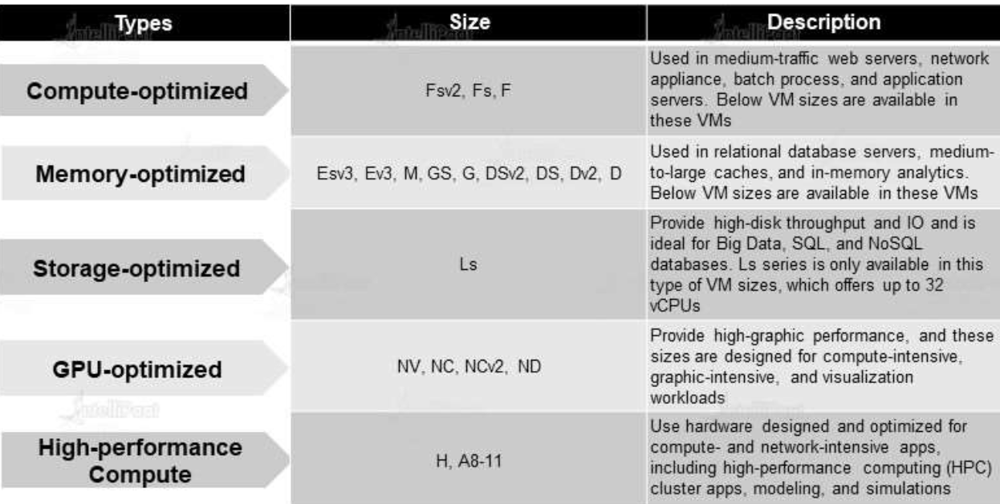 Types Size Description
Compute-optimized
Fsv2, Fs, F
Used in medium-traffic web servers, network
appliance, batch process, and application
servers. Below VM sizes are available in
these VMs
Memory-optimized
Esv3, Ev3, M, GS, G, DSv2, DS, Dv2, D
Used in relational database servers, medium-
to-large caches, and in-memory analytics.
Below VM sizes are available in these VMs
Storage-optimized
Ls
Provide high-disk throughput and IO and is
ideal for Big Data, SQL, and NoSQL
databases. Ls series is only available in this
type of VM sizes, which offers up to 32
vCPUs
GPU-optimized
NV, NC, NCv2, ND
Provide high-graphic performance, and these
sizes are designed for compute-intensive,
graphic-intensive, and visualization
workloads
High-performance
Compute
H, A8-11
Use hardware designed and optimized for
compute- and network-intensive apps,
including high-performance computing (HPC)
cluster apps, modeling, and simulations